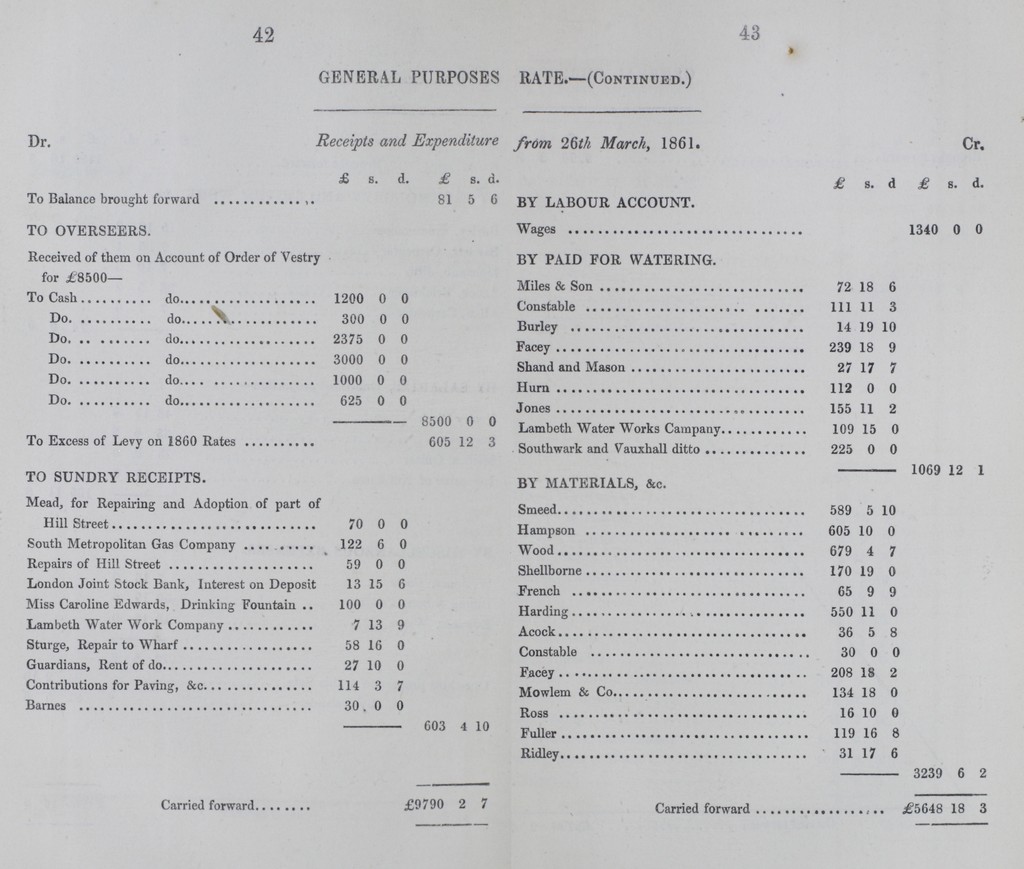 42
GENERAL PURPOSES
Dr. Receipts and Expenditure
£ s. d. £ s. d.
To Balance brought forward .............. 81 5 6
TO OVERSEERS.
Received of them on Account of Order of Vestry
for £8500—
To Cash .......... do.................... 1200 0 0
Do. .......... do.................... 300 0 0
Do. .......... do.................... 2375 0 0
Do. .......... do.................... 3000 0 0
Do. .......... do.................... 1000 0 0
Do. .......... do.................... 625 0 0
8500 0 0
To Excess of Levy on 1860 Rates .......... 605 12 3
TO SUNDRY RECEIPTS.
Mead, for Repairing and Adoption of part of
Hill Street............................ 70 0 0
South Metropolitan Gas Company .......... 122 6 0
Repairs of Hill Street .................... 59 0 0
London Joint Stock Bank, Interest on Deposit 13 15 6
Miss Caroline Edwards, Drinking Fountain .. 100 0 0
Lambeth Water Work Company ............ 7 13 9
Sturge, Repair to Wharf .................. 58 16 0
Guardians, Rent of do..................... 27 10 0
Contributions for Paving, &c............... 114 3 7
Barnes ................................ 30 0 0
603 4 10
Carried forward........ £9790 2 7
43
RATE.—(CONTINUED.)
from 26th March, 1861. Cr.
£ s. d £ s. d.
BY LABOUR ACCOUNT.
Wages ................................ 1340 0 0
BY PAID FOR WATERING.
Miles & Son ............................ 72 18 6
Constable .............................. 111 11 3
Burley ................................ 14 19 10
Facey .................................. 239 18 9
Shand and Mason ........................ 27 17 7
Hurn .................................. 112 0 0
Jones .................................. 155 11 2
Lambeth Water Works Campany............ 109 15 0
Southwark and Vauxhall ditto .............. 225 0 0
1069 12 1
BY MATERIALS, &c.
Smeed.................................. 589 5 10
Hampson .............................. 605 10 0
Wood .................................. 679 4 7
Shellborne .............................. 170 19 0
French ................................ 65 9 9
Harding ................................ 550 11 0
Acock.................................. 36 5 8
Constable .............................. 30 0 0
Facey .................................. 208 18 2
Mowlem & Co............................ 134 18 0
Ross .................................. 16 10 0
Fuller .................................. 119 16 8
Ridley.................................. 31 17 6
3239 6 2
Carried forward .................. £5648 18 3